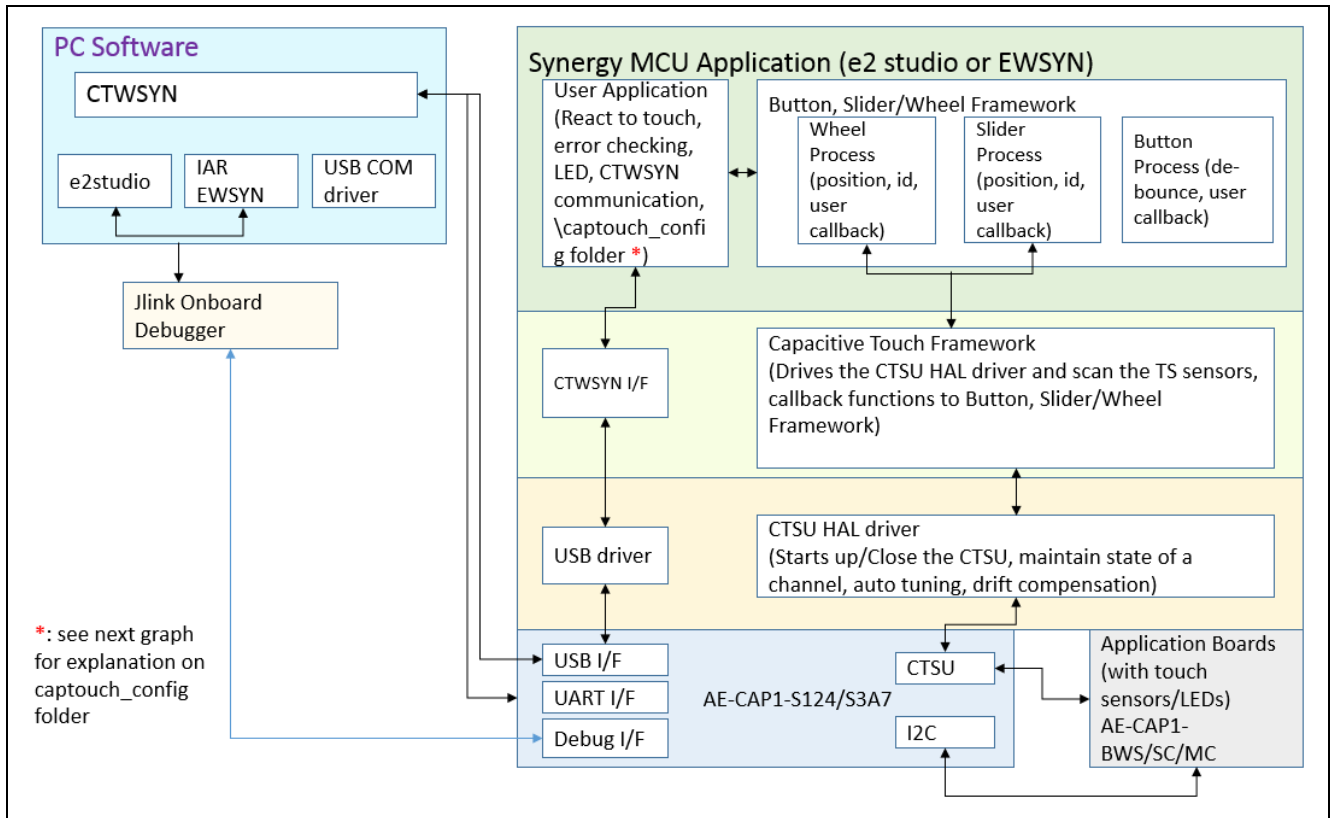 PC Software
CTWSYN
e2studio
IAR
EWSYN
USB COM
driver
Jlink Onboard
Debugger
*: see next graph
for explanation on
captouch_config
folder
Synergy MCU Application (e2 studio or EWSYN)
User Application
(React to touch,
error checking,
LED, CTWSYN
communication,
\captouch_confi
g folder *)
Button, Slider/Wheel Framework
Wheel
Process
(position, id,
user
callback)
Slider
Process
(position, id,
user
callback)
Button
Process (de-
bounce, user
callback)
CTWSYN I/F
Capacitive Touch Framework
(Drives the CTSU HAL driver and scan the TS sensors,
callback functions to Button, Slider/Wheel
Framework)
USB driver
CTSU HAL driver
(Starts up/Close the CTSU, maintain state of a
channel, auto tuning, drift compensation)
USB I/F
UART I/F
Debug I/F
AE-CAP1-S124/S3A7
CTSU
I2C
Application Boards
(with touch
sensors/LEDs)
AE-CAP1-
BWS/SC/MC